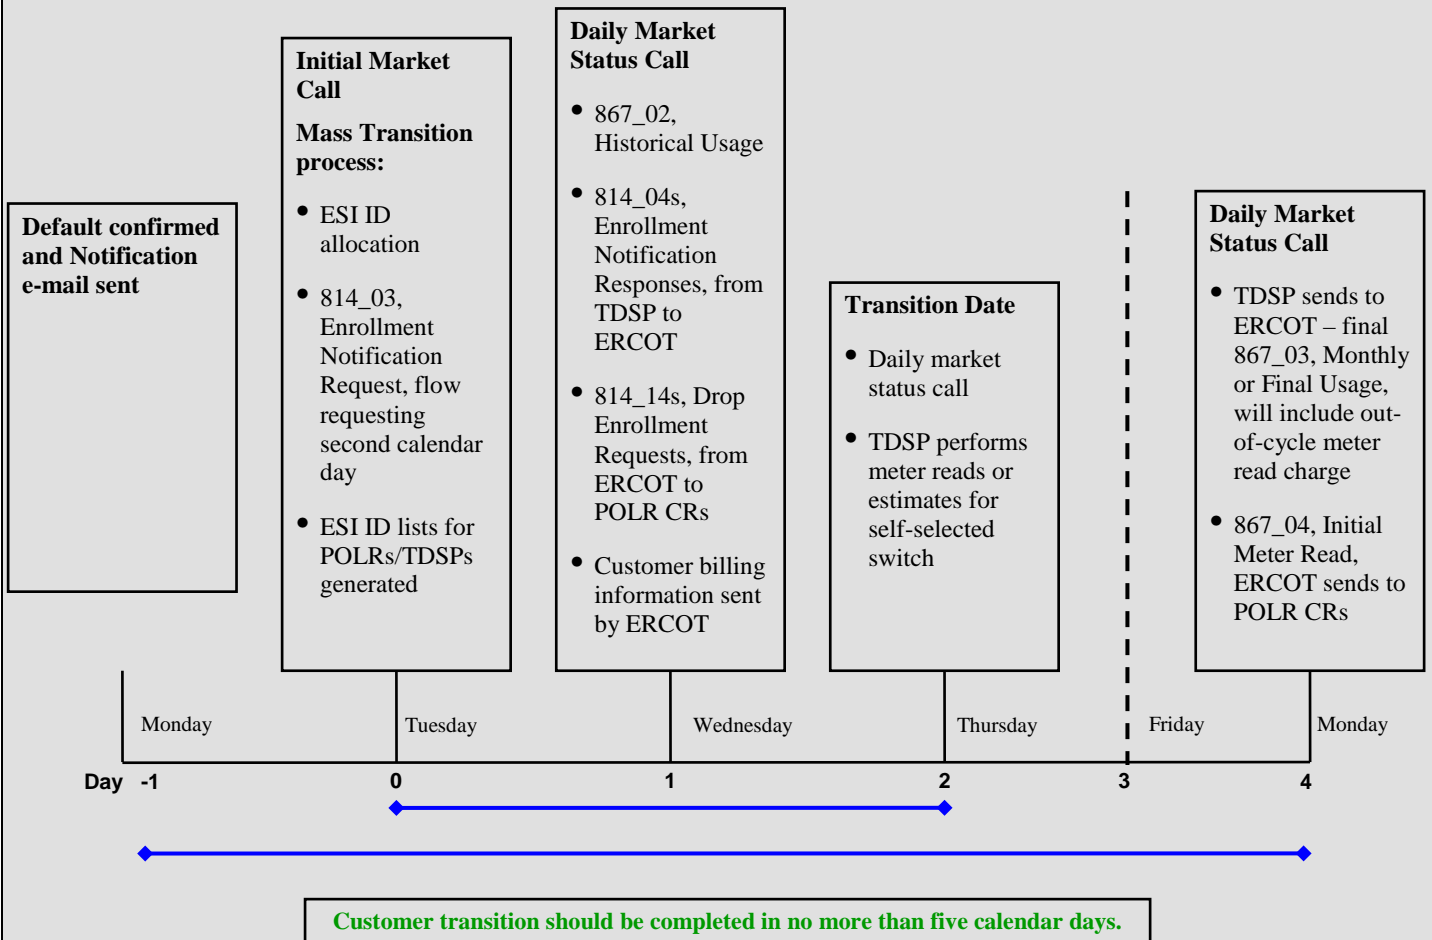 Default confirmed
and Notification
e-mail sent
Initial Market
Call
Mass Transition
process:
• ESI ID
allocation
• 814_03,
Enrollment
Notification
Request, flow
requesting
second calendar
day
• ESI ID lists for
POLRs/TDSPs
generated
Daily Market
Status Call
• 867_02,
Historical Usage
• 814_04s,
Enrollment
Notification
Responses, from
TDSP to
ERCOT
• 814_14s, Drop
Enrollment
Requests, from
ERCOT to
POLR CRs
• Customer billing
information sent
by ERCOT
Transition Date
• Daily market
status call
• TDSP performs
meter reads or
estimates for
self-selected
switch
Daily Market
Status Call
• TDSP sends to
ERCOT – final
867_03, Monthly
or Final Usage,
will include out-
of-cycle meter
read charge
• 867_04, Initial
Meter Read,
ERCOT sends to
POLR CRs
Monday Tuesday Wednesday Thursday Friday Monday
Day -1 0 1 2 3 4
Customer transition should be completed in no more than five calendar days.